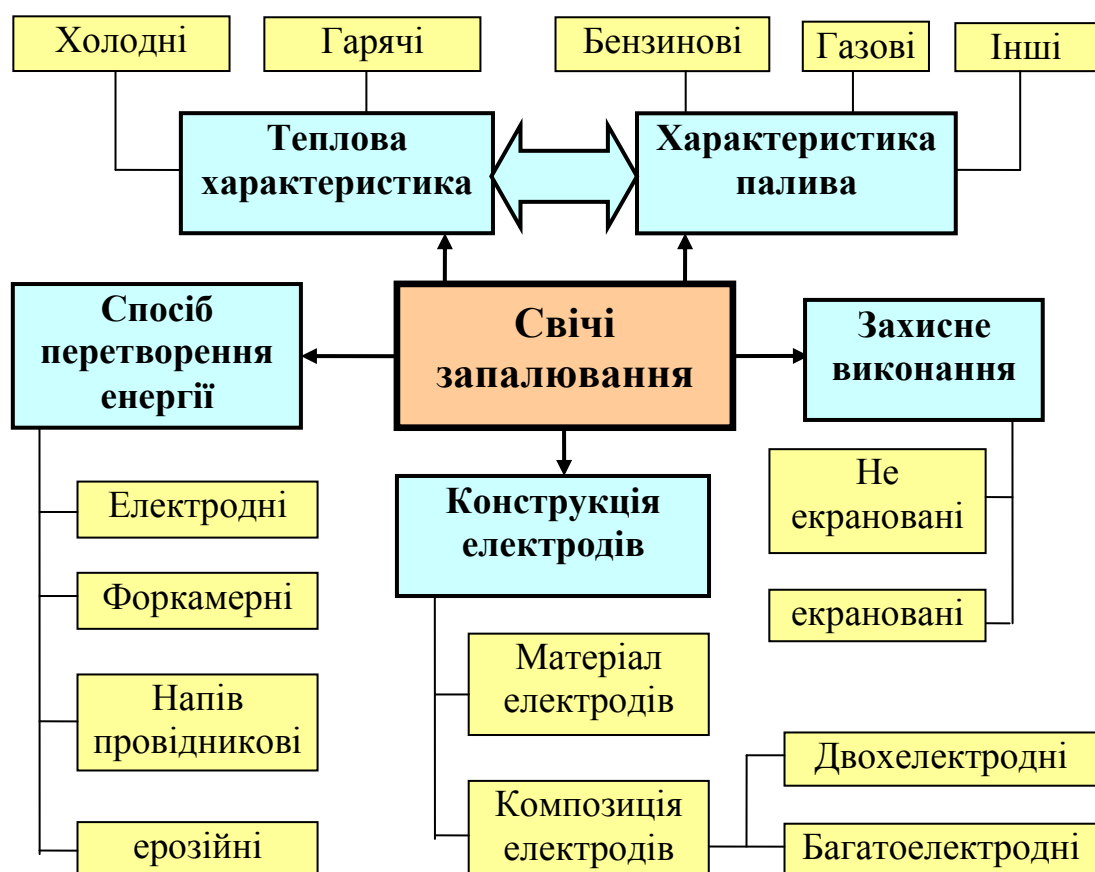 Холодні
Гарячі
Бензинові
Газові
Інші
Теплова
характеристика
Характеристика
палива
Спосіб
перетворення
енергії
Свічі
запалювання
Захисне
виконання
Електродні
Форкамерні
Напів
провідникові
ерозійні
Конструкція
електродів
Матеріал
електродів
Композиція
електродів
Двохелектродні
Багатоелектродні
Не
екрановані
екрановані